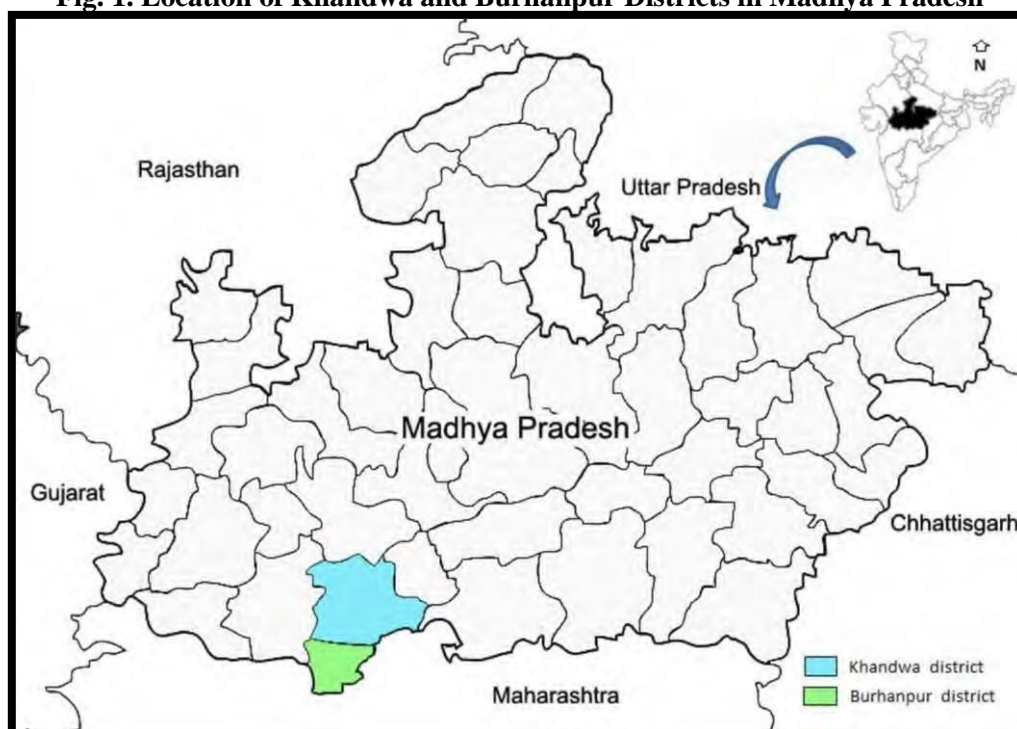 Fig. 1. Location of Khandwa and Burhanpur Districts in Madhya Pradesh
N
Rajasthan
Uttar Pradesh
Madhya Pradesh
Gujarat
Chhattisgarh
Khandwa district
Maharashtra
Burhanpur district